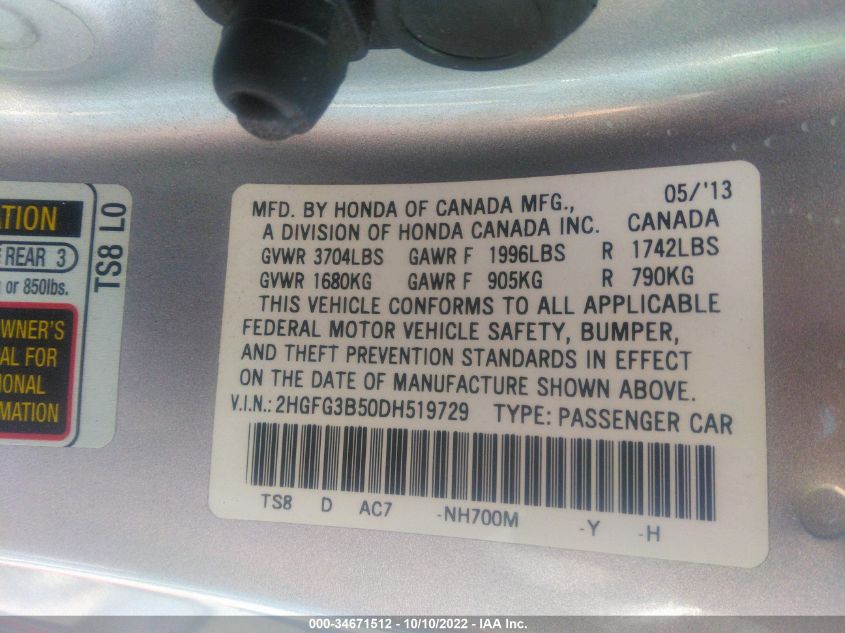 ATION
E REAR 3
g or 850lbs.
WNER'S
AL FOR
IONAL
MATION
TS8 L0
05/'13
MFD. BY HONDA OF CANADA MFG.,
A DIVISION OF HONDA CANADA INC. CANADA
GVWR 3704LBS GAWR F 1996LBS R 1742LBS
GVWR 1680KG GAWR F 905KG R 790KG
THIS VEHICLE CONFORMS TO ALL APPLICABLE
FEDERAL MOTOR VEHICLE SAFETY, BUMPER,
AND THEFT PREVENTION STANDARDS IN EFFECT
ON THE DATE OF MANUFACTURE SHOWN ABOVE.
V.I.N.: 2HGFG3B50DH519729 TYPE: PASSENGER CAR
TS8 D AC7 -NH700M -Y -H
000-34671512 - 10/10/2022 - IAA Inc.